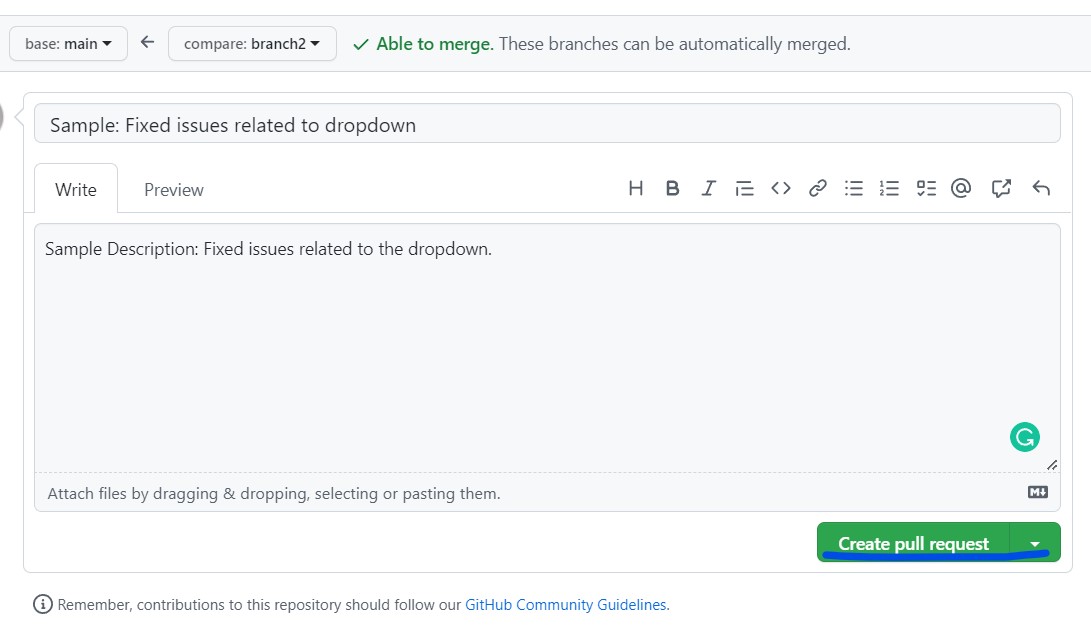 base: main compare: branch2 Able to merge. These branches can be automatically merged.
Sample: Fixed issues related to dropdown
Write Preview
Sample Description: Fixed issues related to the dropdown.
Attach files by dragging & dropping, selecting or pasting them.
Create pull request
Remember, contributions to this repository should follow our GitHub Community Guidelines.